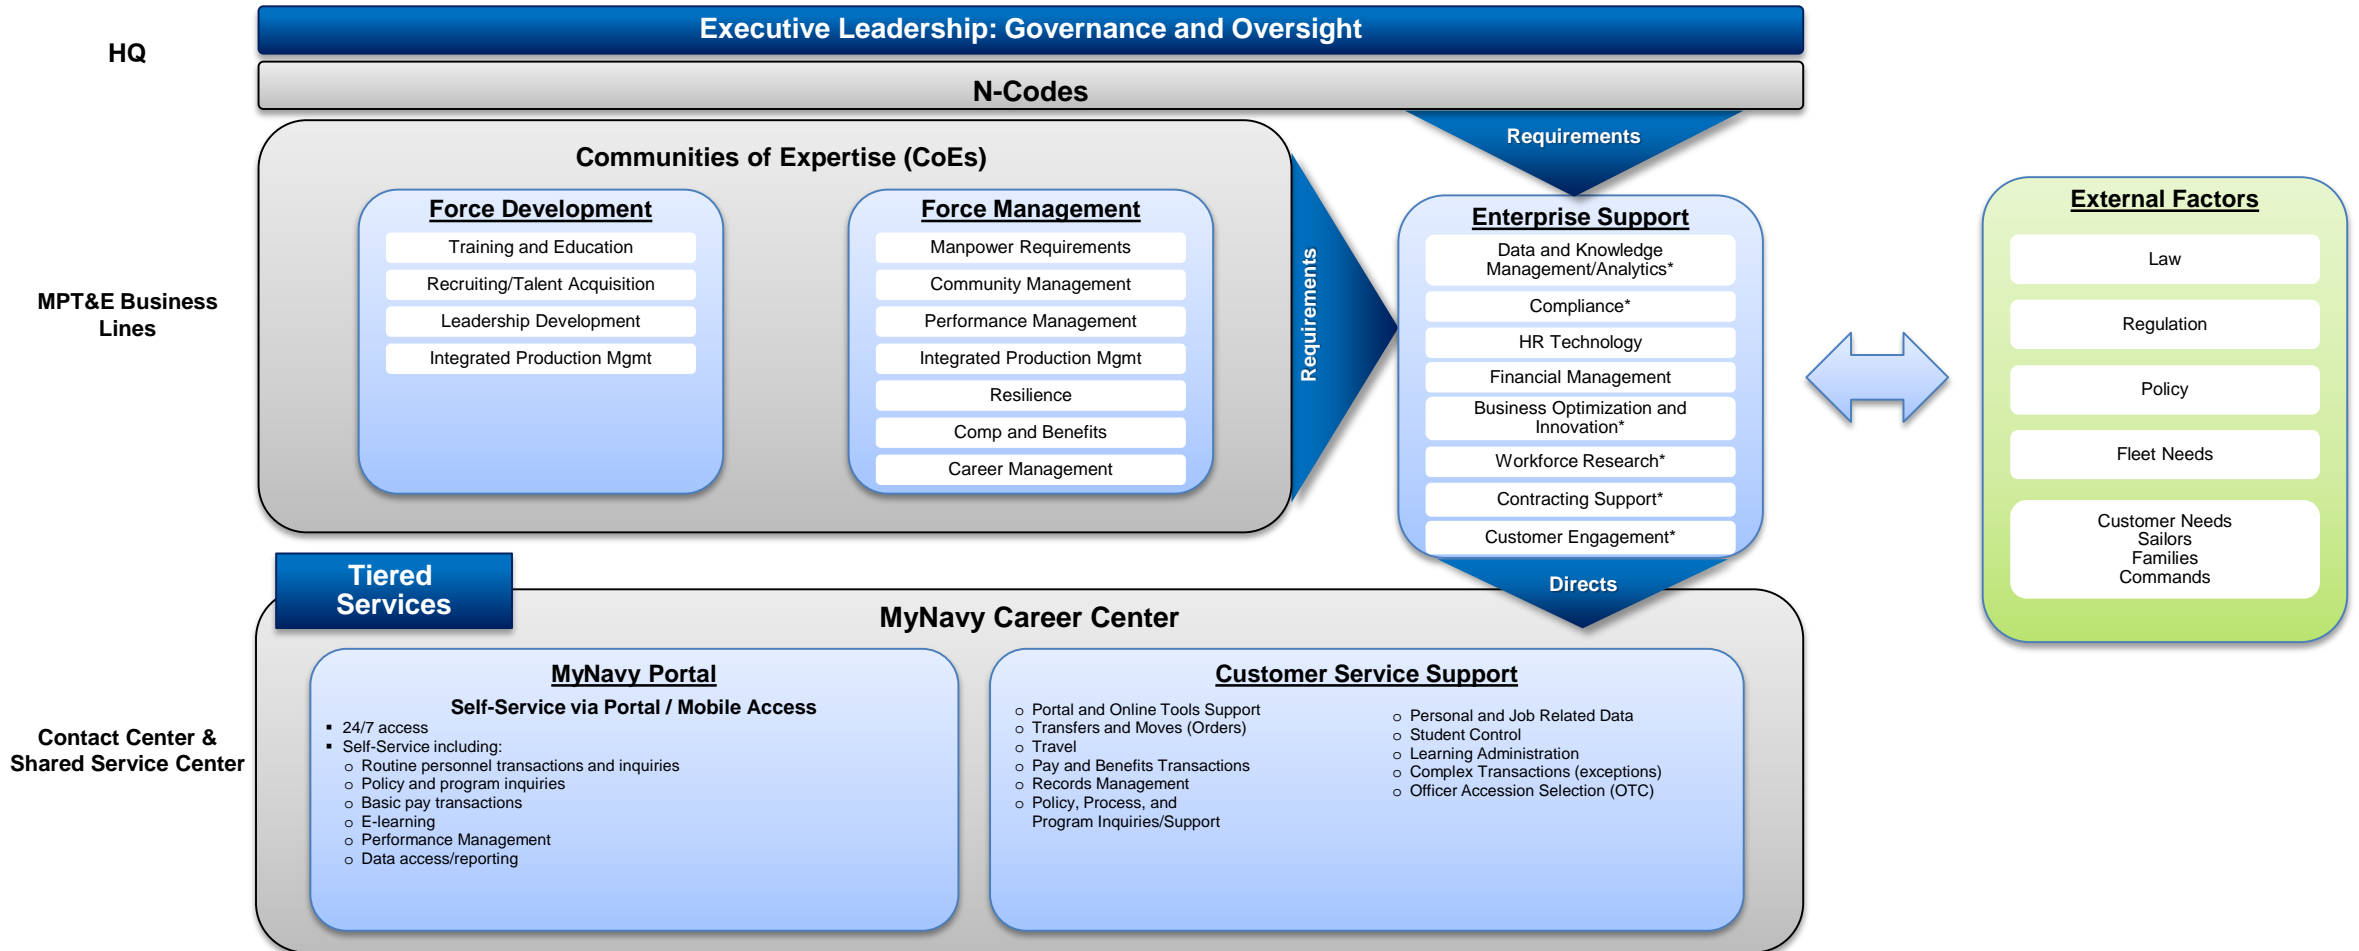 Executive Leadership: Governance and Oversight
HQ
N-Codes
Requirements
Communities of Expertise (CoEs)
Force Development
Training and Education
Recruiting/Talent Acquisition
Leadership Development
Integrated Production Mgmt
Force Management
Manpower Requirements
Community Management
Performance Management
Integrated Production Mgmt
Resilience
Comp and Benefits
Career Management
MPT&E Business
Lines
Requirements
Enterprise Support
Data and Knowledge
Management/Analytics*
Compliance*
HR Technology
Financial Management
Business Optimization and
Innovation*
Workforce Research*
Contracting Support*
Customer Engagement*
External Factors
Law
Regulation
Policy
Fleet Needs
Customer Needs
Sailors
Families
Commands
Directs
Tiered
Services
MyNavy Career Center
Contact Center &
Shared Service Center
MyNavy Portal
Self-Service via Portal / Mobile Access
▪ 24/7 access
▪ Self-Service including:
o Routine personnel transactions and inquiries
o Policy and program inquiries
o Basic pay transactions
o E-learning
o Performance Management
o Data access/reporting
Customer Service Support
o Portal and Online Tools Support
o Transfers and Moves (Orders)
o Travel
o Pay and Benefits Transactions
o Records Management
o Policy, Process, and
Program Inquiries/Support
o Personal and Job Related Data
o Student Control
o Learning Administration
o Complex Transactions (exceptions)
o Officer Accession Selection (OTC)